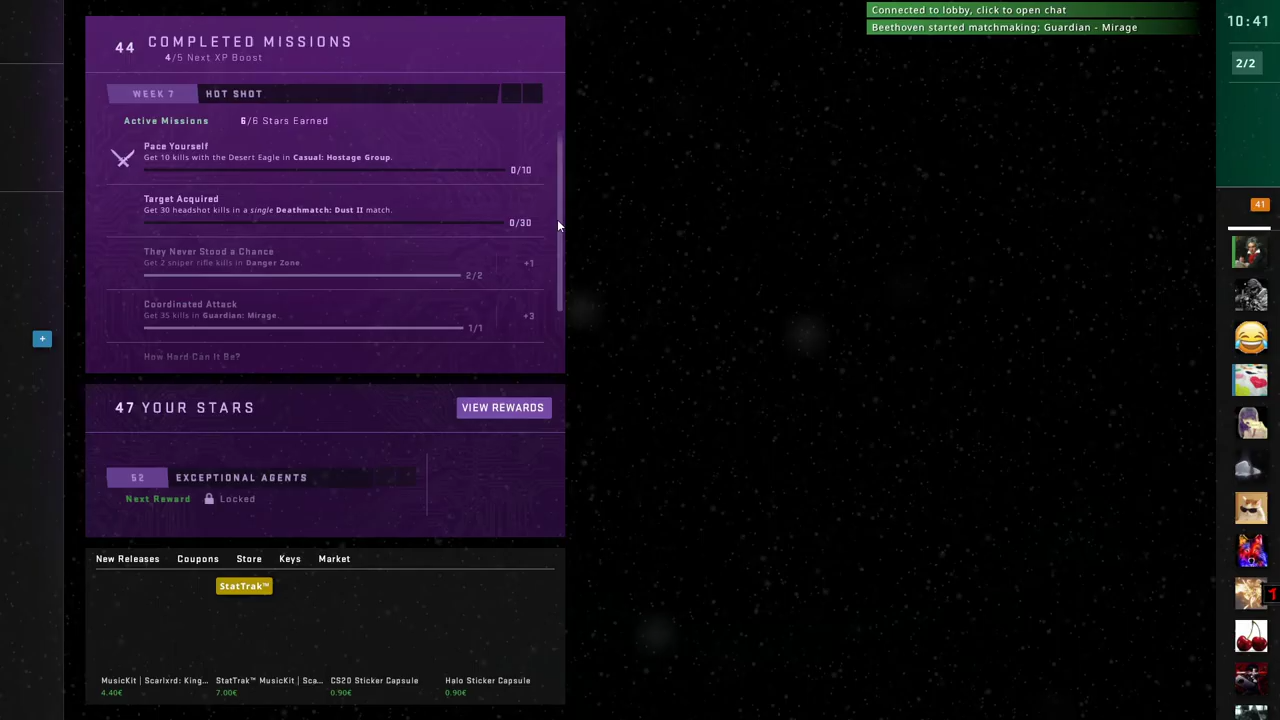 Connected to lobby, click to open chat
Beethoven started matchmaking: Guardian - Mirage
10:41
2/2
41
1
44 COMPLETED MISSIONS
4/5 Next XP Boost
WEEK 7 HOT SHOT
Active Missions 6/6 Stars Earned
Pace Yourself
Get 10 kills with the Desert Eagle in Casual: Hostage Group.
0/10
Target Acquired
Get 30 headshot kills in a single Deathmatch: Dust II match.
0/30
They Never Stood a Chance
Get 2 sniper rifle kills in Danger Zone.
+1
2/2
Coordinated Attack
Get 35 kills in Guardian: Mirage.
+3
1/1
How Hard Can It Be?
+
47 YOUR STARS
VIEW REWARDS
52 EXCEPTIONAL AGENTS
Next Reward Locked
New Releases Coupons Store Keys Market
StatTrak™
MusicKit | Scarlxrd: King... StatTrak™ MusicKit | Sca... CS20 Sticker Capsule Halo Sticker Capsule
4.40€ 7.00€ 0.90€ 0.90€